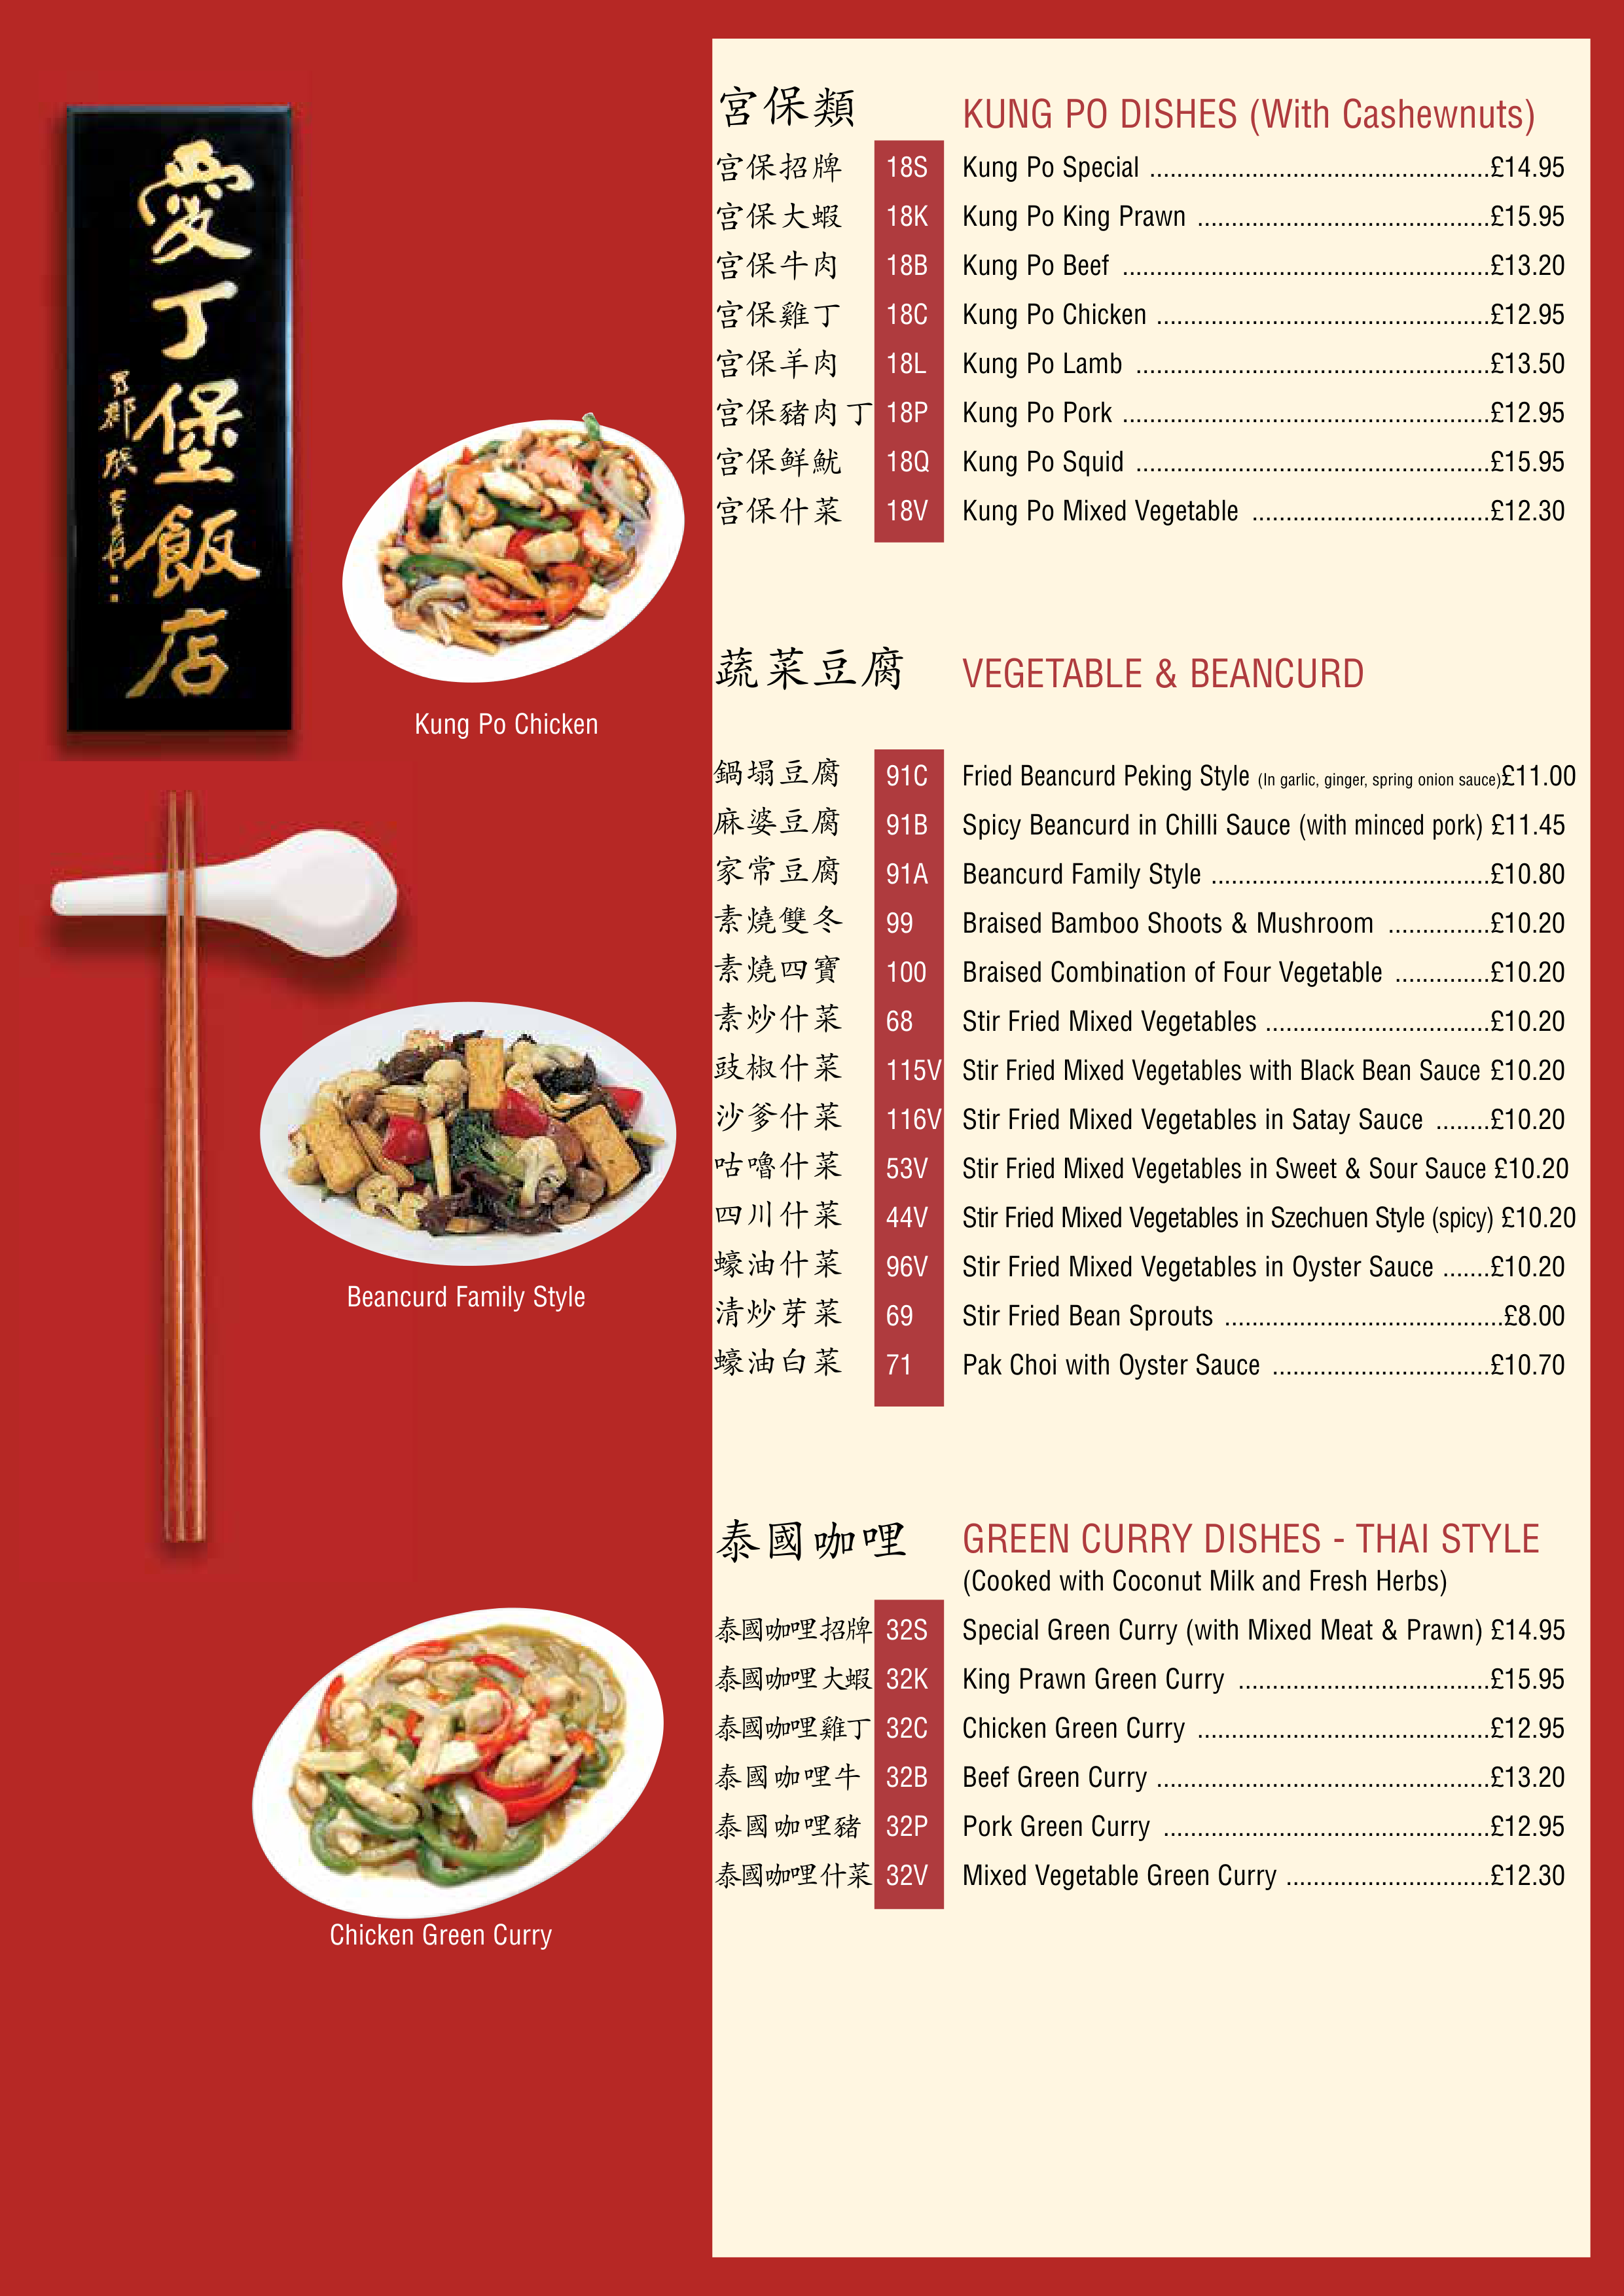 愛丁堡飯店
Kung Po Chicken
Beancurd Family Style
Chicken Green Curry
宮保類 KUNG PO DISHES (With Cashewnuts)
宮保招牌 18S Kung Po Special ..................................................£14.95
宮保大蝦 18K Kung Po King Prawn ...........................................£15.95
宮保牛肉 18B Kung Po Beef ......................................................£13.20
宮保雞丁 18C Kung Po Chicken .................................................£12.95
宮保羊肉 18L Kung Po Lamb ....................................................£13.50
宮保豬肉丁 18P Kung Po Pork ......................................................£12.95
宮保鮮魷 18Q Kung Po Squid ....................................................£15.95
宮保什菜 18V Kung Po Mixed Vegetable ...................................£12.30
蔬菜豆腐 VEGETABLE & BEANCURD
鍋塌豆腐 91C Fried Beancurd Peking Style (In garlic, ginger, spring onion sauce)£11.00
麻婆豆腐 91B Spicy Beancurd in Chilli Sauce (with minced pork) £11.45
家常豆腐 91A Beancurd Family Style .........................................£10.80
素燒雙冬 99 Braised Bamboo Shoots & Mushroom ...............£10.20
素燒四寶 100 Braised Combination of Four Vegetable ..............£10.20
素炒什菜 68 Stir Fried Mixed Vegetables .................................£10.20
豉椒什菜 115V Stir Fried Mixed Vegetables with Black Bean Sauce £10.20
沙爹什菜 116V Stir Fried Mixed Vegetables in Satay Sauce ........£10.20
咕嚕什菜 53V Stir Fried Mixed Vegetables in Sweet & Sour Sauce £10.20
四川什菜 44V Stir Fried Mixed Vegetables in Szechuen Style (spicy) £10.20
蠔油什菜 96V Stir Fried Mixed Vegetables in Oyster Sauce .......£10.20
清炒芽菜 69 Stir Fried Bean Sprouts .........................................£8.00
蠔油白菜 71 Pak Choi with Oyster Sauce ................................£10.70
泰國咖哩 GREEN CURRY DISHES - THAI STYLE
(Cooked with Coconut Milk and Fresh Herbs)
泰國咖哩招牌 32S Special Green Curry (with Mixed Meat & Prawn) £14.95
泰國咖哩大蝦 32K King Prawn Green Curry .....................................£15.95
泰國咖哩雞丁 32C Chicken Green Curry ...........................................£12.95
泰國咖哩牛 32B Beef Green Curry .................................................£13.20
泰國咖哩豬 32P Pork Green Curry ................................................£12.95
泰國咖哩什菜 32V Mixed Vegetable Green Curry ..............................£12.30